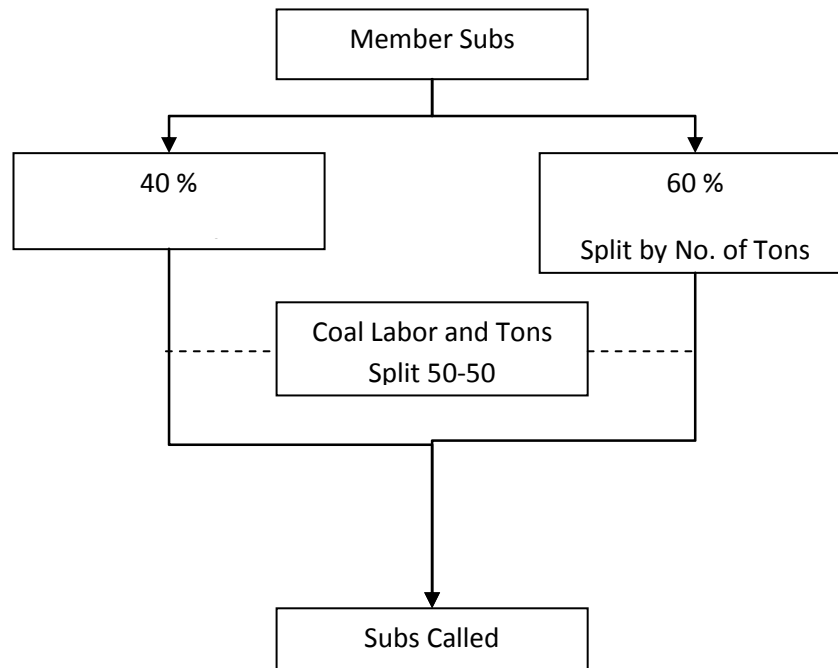 Member Subs
40 %
60 %
Split by No. of Tons
Coal Labor and Tons
Split 50-50
Subs Called